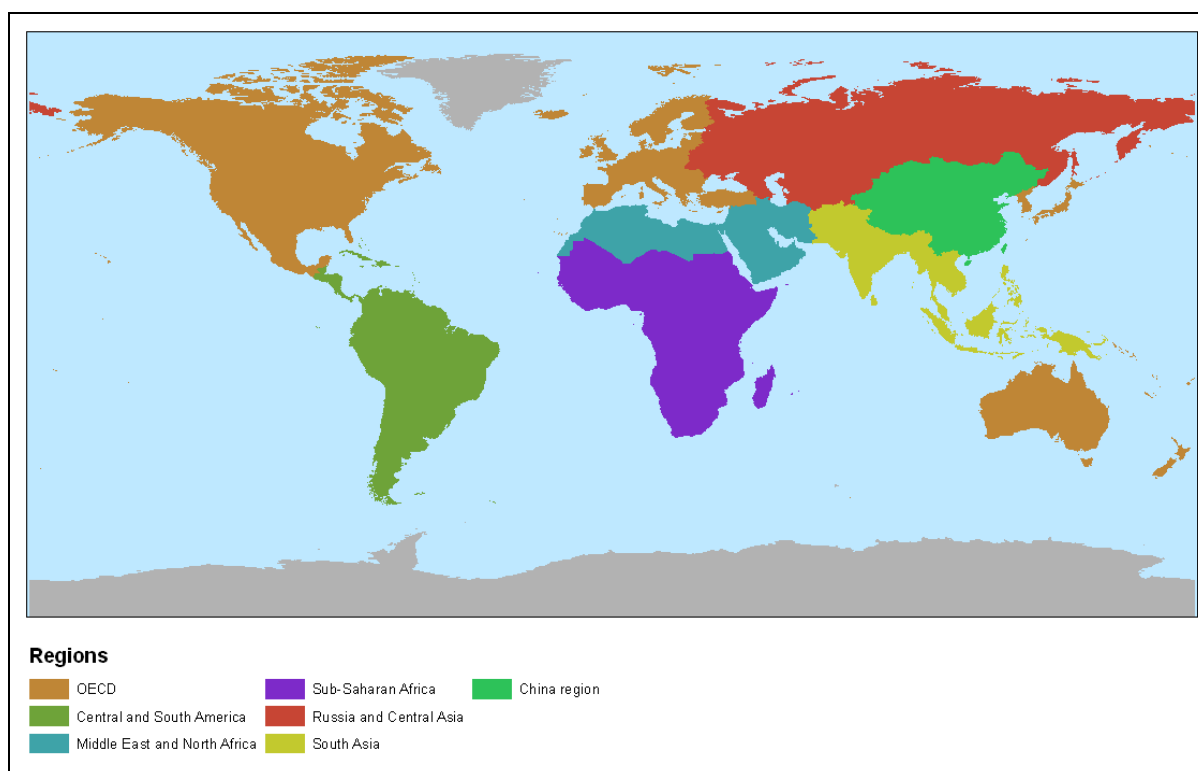 Regions
OECD
Sub-Saharan Africa
China region
Central and South America
Russia and Central Asia
Middle East and North Africa
South Asia